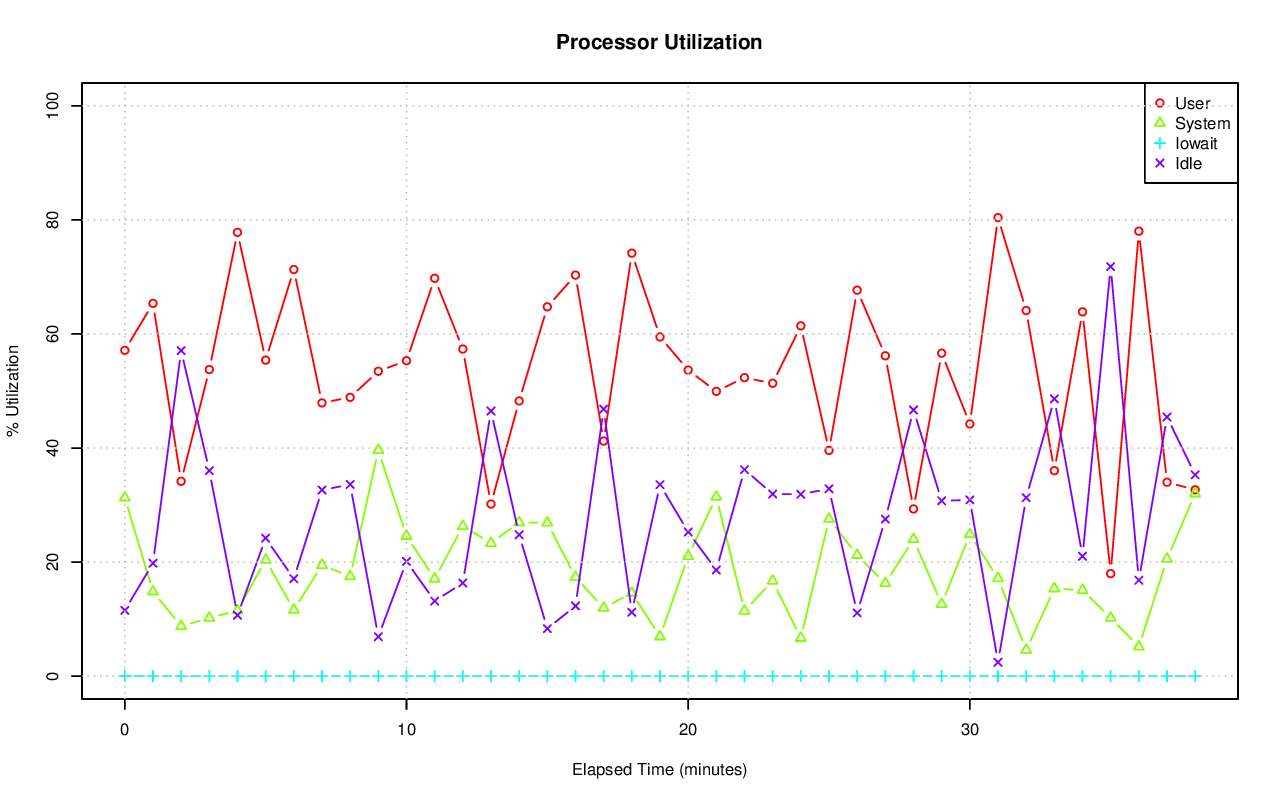 Processor Utilization
% Utilization
100
80
60
40
20
0
User
System
Iowait
Idle
0 10 20 30
Elapsed Time (minutes)